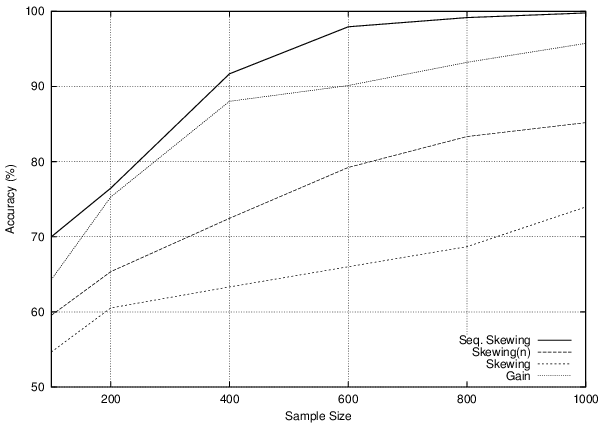 100
90
80
70
60
50
Accuracy (%)
Seq. Skewing
Skewing(n)
Skewing
Gain
200
400
600
800
1000
Sample Size